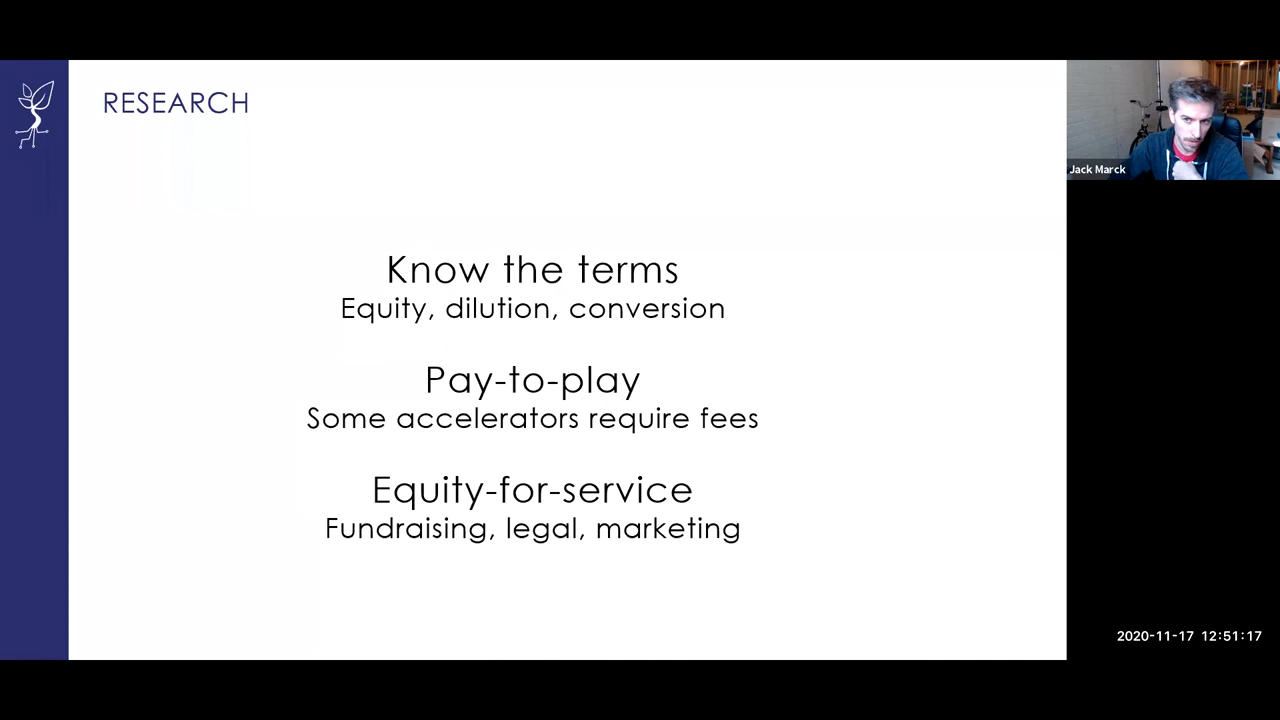 RESEARCH
Know the terms
Equity, dilution, conversion
Pay-to-play
Some accelerators require fees
Equity-for-service
Fundraising, legal, marketing
Jack Marck
2020-11-17 12:51:17